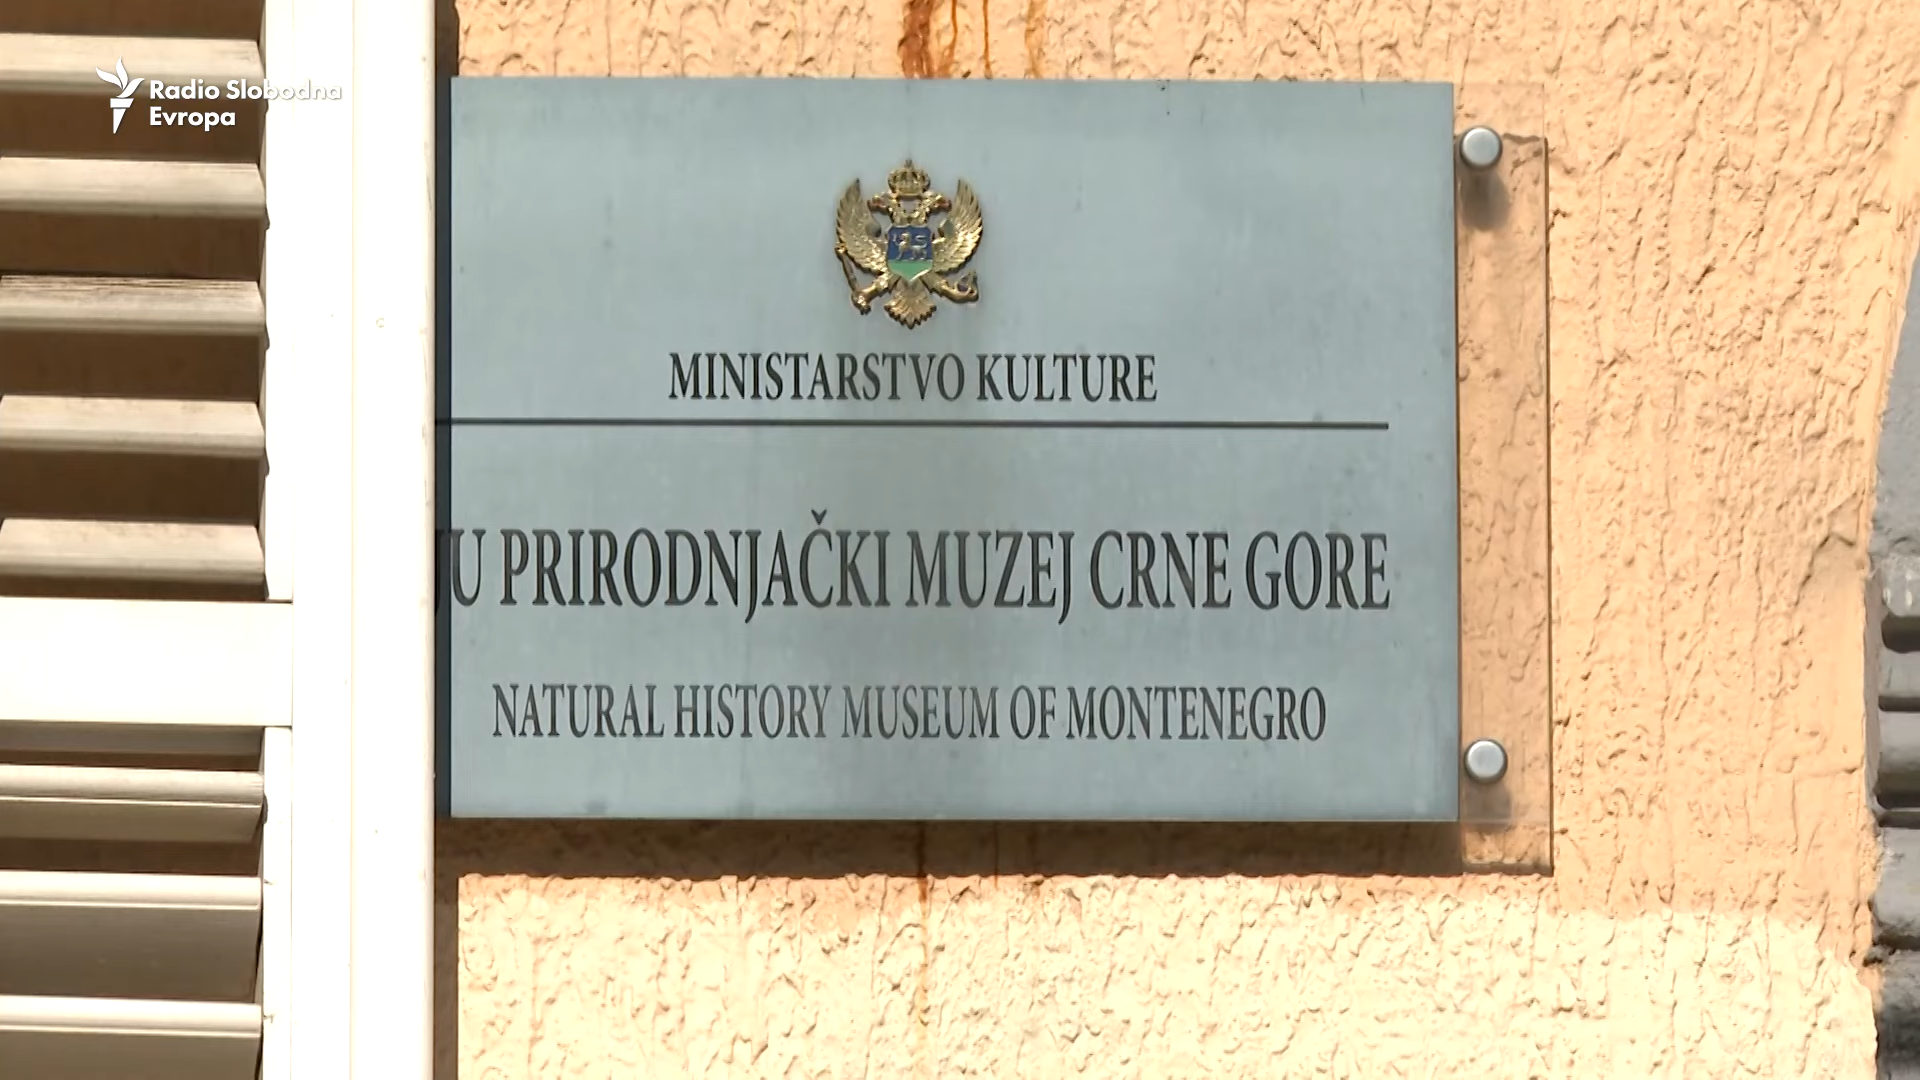 Radio Slobodna
Evropa
MINISTARSTVO KULTURE
JU PRIRODNJAČKI MUZEJ CRNE GORE
NATURAL HISTORY MUSEUM OF MONTENEGRO